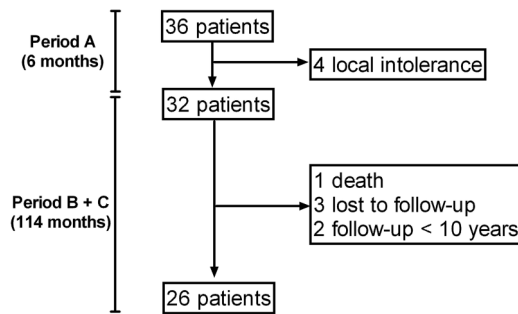 36 patients
Period A
(6 months)
4 local intolerance
32 patients
Period B + C
(114 months)
1 death
3 lost to follow-up
2 follow-up < 10 years
26 patients